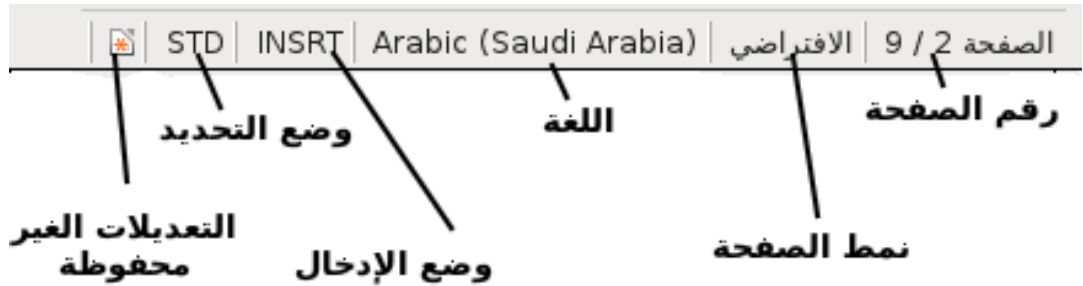 الصفحة 2 / 9 الافتراضي Arabic (Saudi Arabia) INSRT STD
رقم الصفحة
اللغة
وضع التحديد
نمط الصفحة
وضع الإدخال
التعديلات الغير
محفوظة